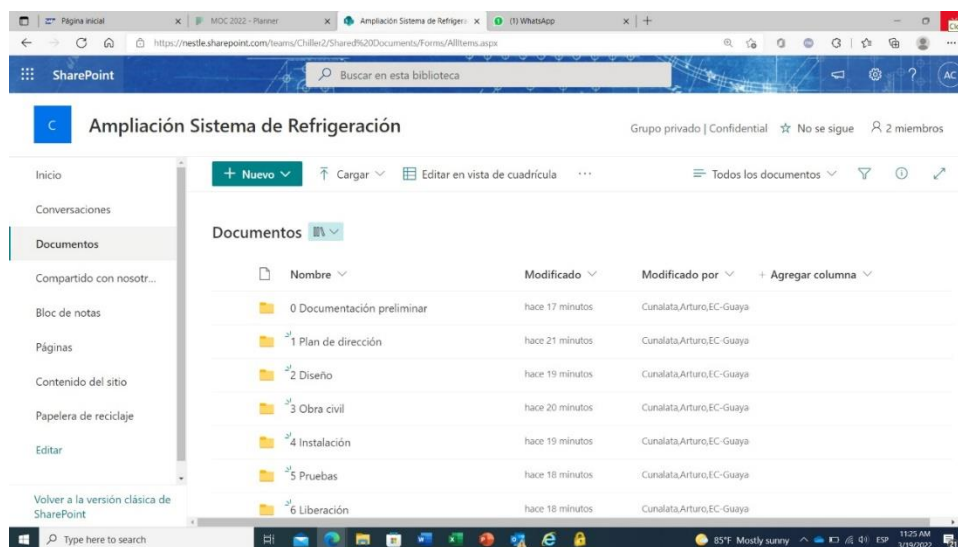 Página inicial
MOC 2022 - Planner
Ampliación Sistema de Refrigera
(1) WhatsApp
https://nestle.sharepoint.com/teams/Chiller2/Shared%20Documents/Forms/AllItems.aspx
SharePoint
Buscar en esta biblioteca
AC
C
Ampliación Sistema de Refrigeración
Grupo privado | Confidential
No se sigue
2 miembros
Inicio
Conversaciones
Documentos
Compartido con nosotr...
Bloc de notas
Páginas
Contenido del sitio
Papelera de reciclaje
Editar
Volver a la versión clásica de
SharePoint
+ Nuevo
Cargar
Editar en vista de cuadrícula
...
Todos los documentos
Documentos
Nombre
Modificado
Modificado por
+ Agregar columna
0 Documentación preliminar hace 17 minutos Cunalata,Arturo,EC-Guaya
1 Plan de dirección hace 21 minutos Cunalata,Arturo,EC-Guaya
2 Diseño hace 19 minutos Cunalata,Arturo,EC-Guaya
3 Obra civil hace 20 minutos Cunalata,Arturo,EC-Guaya
4 Instalación hace 19 minutos Cunalata,Arturo,EC-Guaya
5 Pruebas hace 18 minutos Cunalata,Arturo,EC-Guaya
6 Liberación hace 18 minutos Cunalata,Arturo,EC-Guaya
Type here to search
85°F Mostly sunny
ESP
11:25 AM
3/19/2022